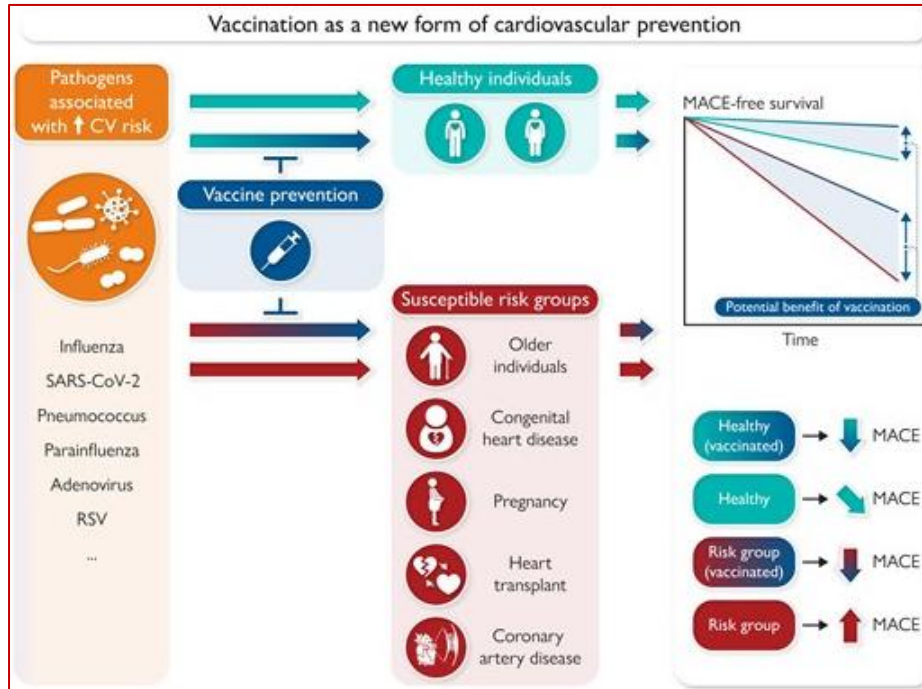 Vaccination as a new form of cardiovascular prevention
Pathogens
associated
with ↑ CV risk
Influenza
SARS-CoV-2
Pneumococcus
Parainfluenza
Adenovirus
RSV
...
Vaccine prevention
Healthy individuals
Susceptible risk groups
Older
individuals
Congenital
heart disease
Pregnancy
Heart
transplant
Coronary
artery disease
MACE-free survival
Potential benefit of vaccination
Time
Healthy
(vaccinated)
MACE
Healthy
MACE
Risk group
(vaccinated)
MACE
Risk group
MACE